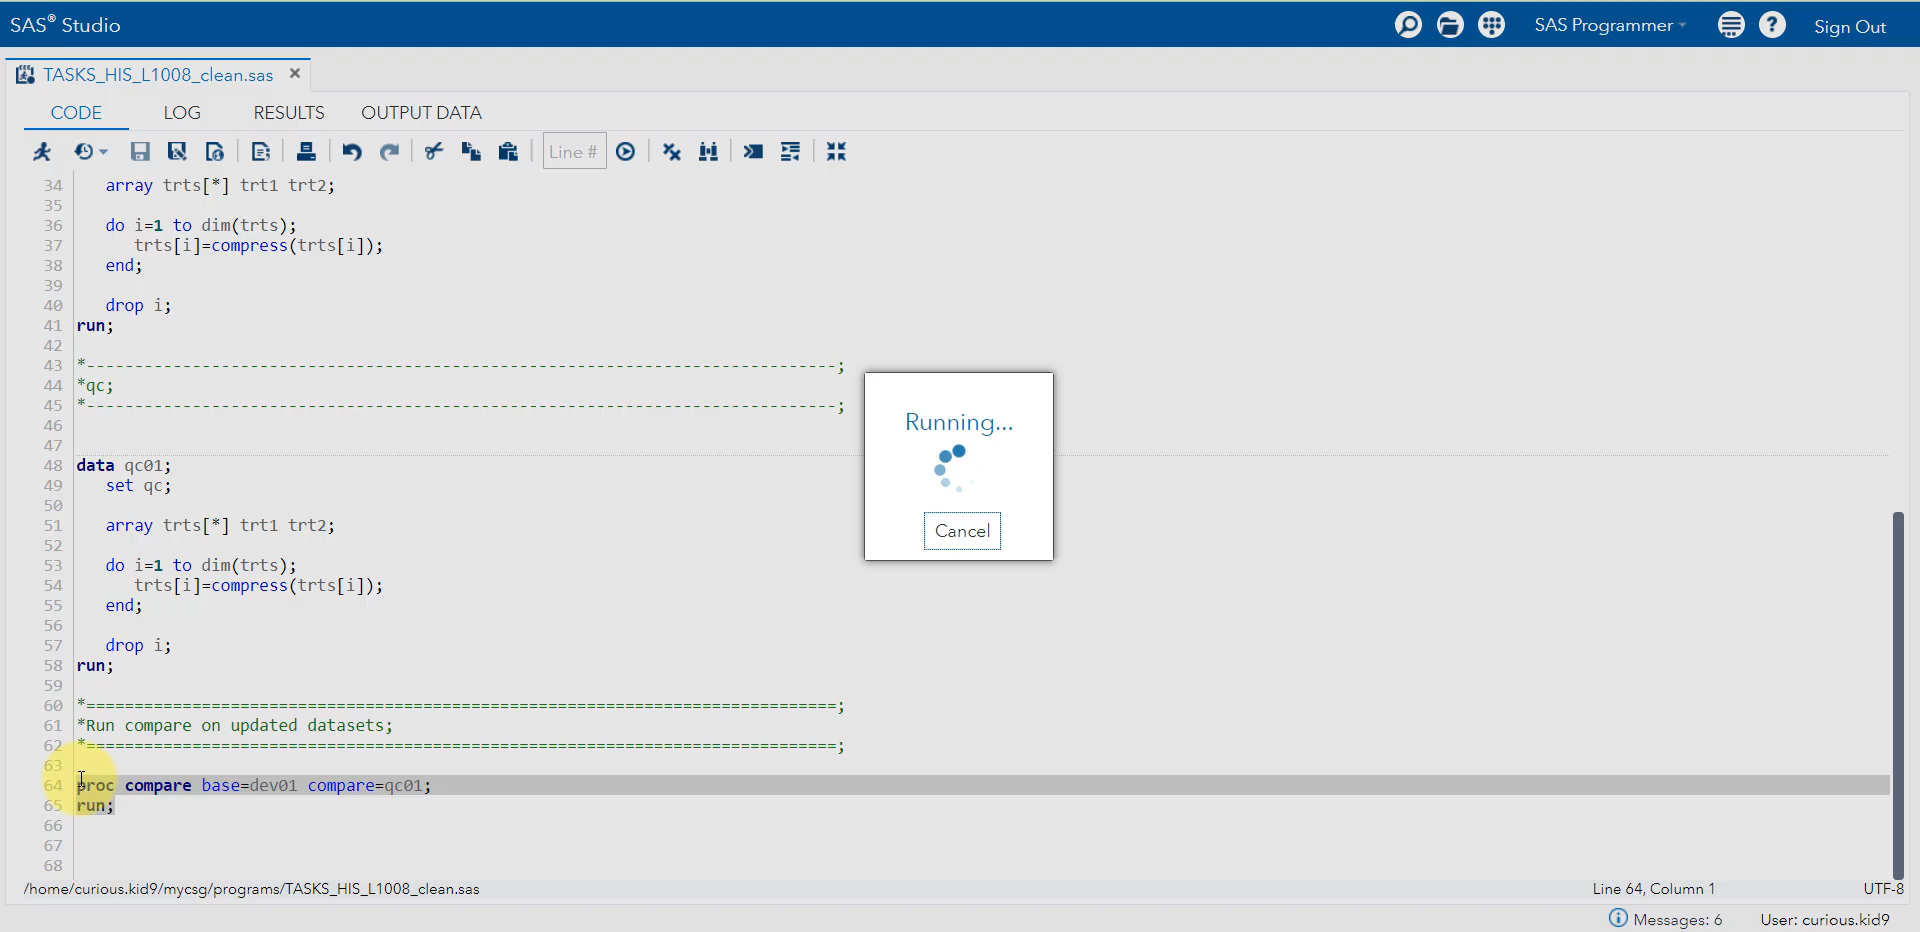 SAS® Studio
SAS Programmer
Sign Out
TASKS_HIS_L1008_clean.sas
CODE LOG RESULTS OUTPUT DATA
Line #
34 array trts[*] trt1 trt2;
35
36 do i=1 to dim(trts);
37 trts[i]=compress(trts[i]);
38 end;
39
40 drop i;
41 run;
42
43 *------------------------------------------------------------------------------;
44 *qc;
45 *------------------------------------------------------------------------------;
46
47
48 data qc01;
49 set qc;
50
51 array trts[*] trt1 trt2;
52
53 do i=1 to dim(trts);
54 trts[i]=compress(trts[i]);
55 end;
56
57 drop i;
58 run;
59
60 *==============================================================================;
61 *Run compare on updated datasets;
62 *==============================================================================;
63
64 proc compare base=dev01 compare=qc01;
65 run;
66
67
68
Running...
Cancel
/home/curious.kid9/mycsg/programs/TASKS_HIS_L1008_clean.sas
Line 64, Column 1
UTF-8
Messages: 6
User: curious.kid9